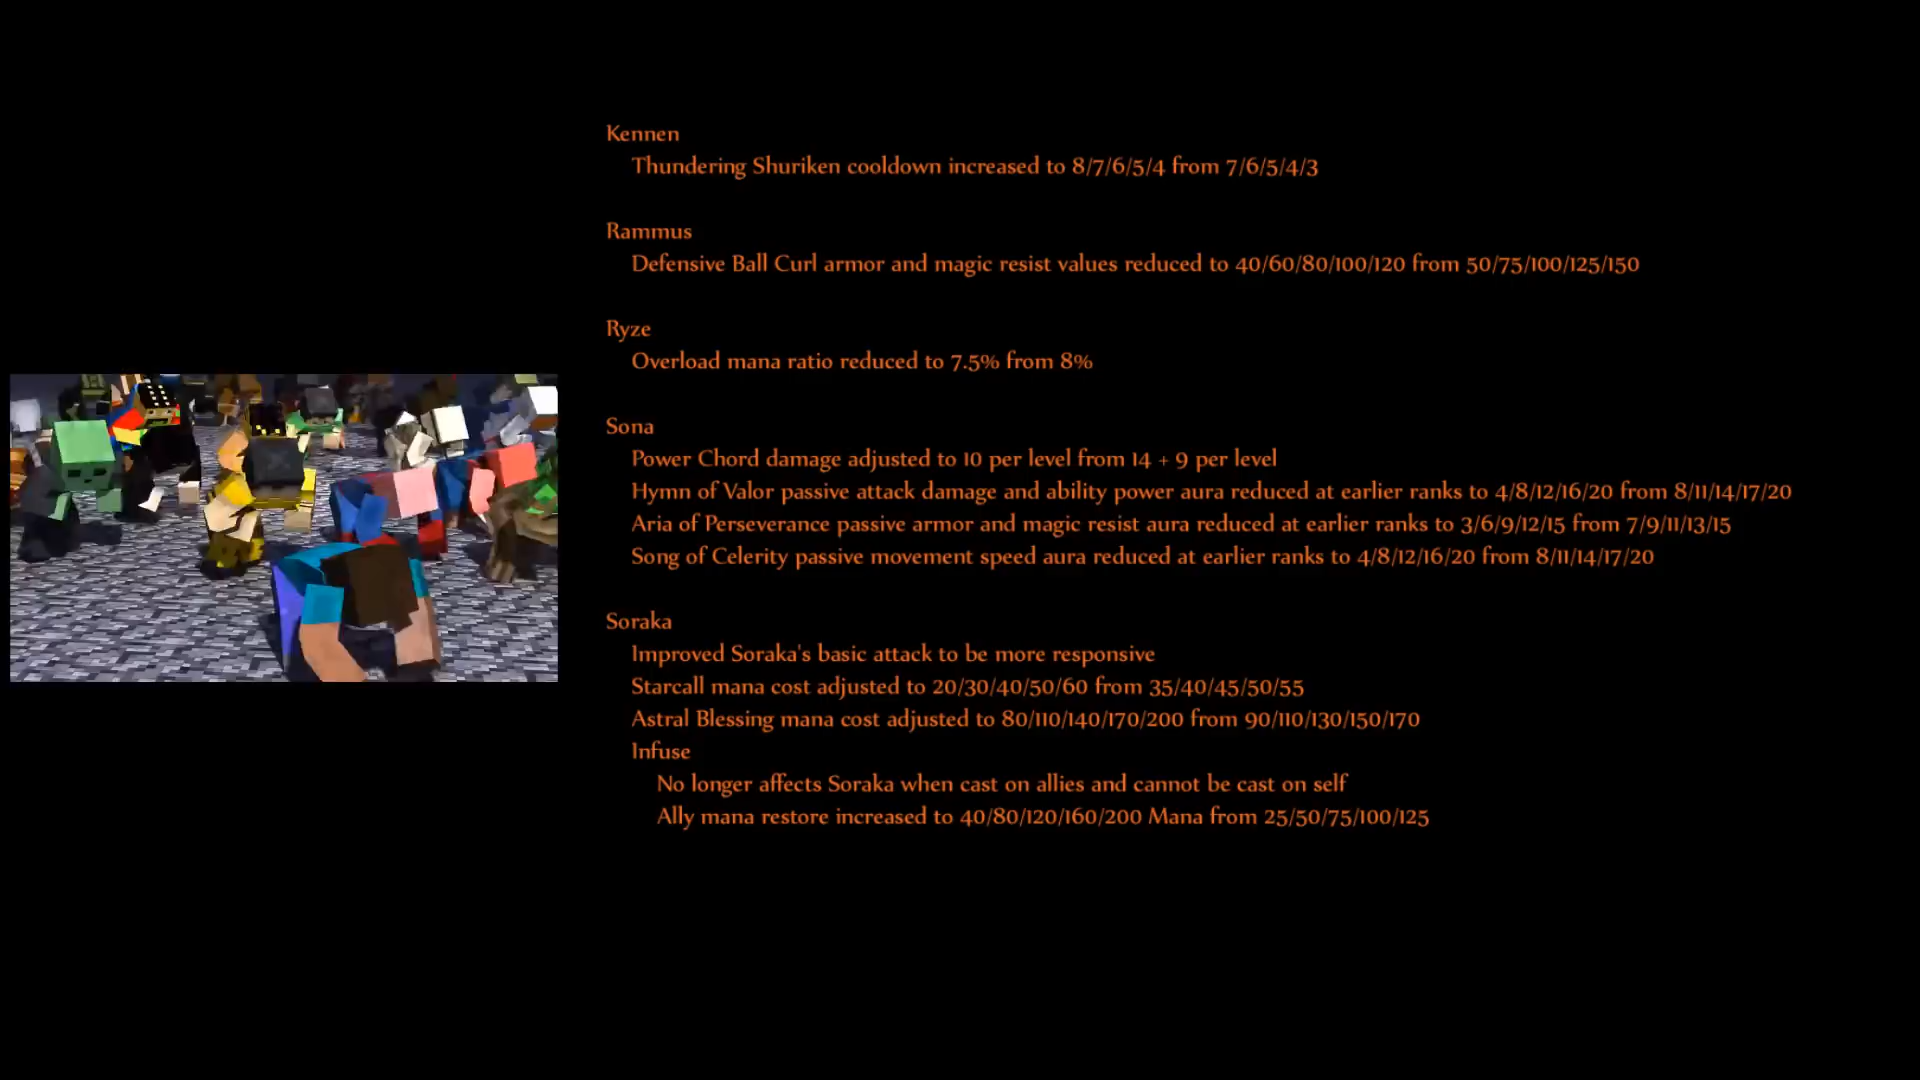 Kennen
Thundering Shuriken cooldown increased to 8/7/6/5/4 from 7/6/5/4/3
Rammus
Defensive Ball Curl armor and magic resist values reduced to 40/60/80/100/120 from 50/75/100/125/150
Ryze
Overload mana ratio reduced to 7.5% from 8%
Sona
Power Chord damage adjusted to 10 per level from 14 + 9 per level
Hymn of Valor passive attack damage and ability power aura reduced at earlier ranks to 4/8/12/16/20 from 8/11/14/17/20
Aria of Perseverance passive armor and magic resist aura reduced at earlier ranks to 3/6/9/12/15 from 7/9/11/13/15
Song of Celerity passive movement speed aura reduced at earlier ranks to 4/8/12/16/20 from 8/11/14/17/20
Soraka
Improved Soraka's basic attack to be more responsive
Starcall mana cost adjusted to 20/30/40/50/60 from 35/40/45/50/55
Astral Blessing mana cost adjusted to 80/110/140/170/200 from 90/110/130/150/170
Infuse
No longer affects Soraka when cast on allies and cannot be cast on self
Ally mana restore increased to 40/80/120/160/200 Mana from 25/50/75/100/125